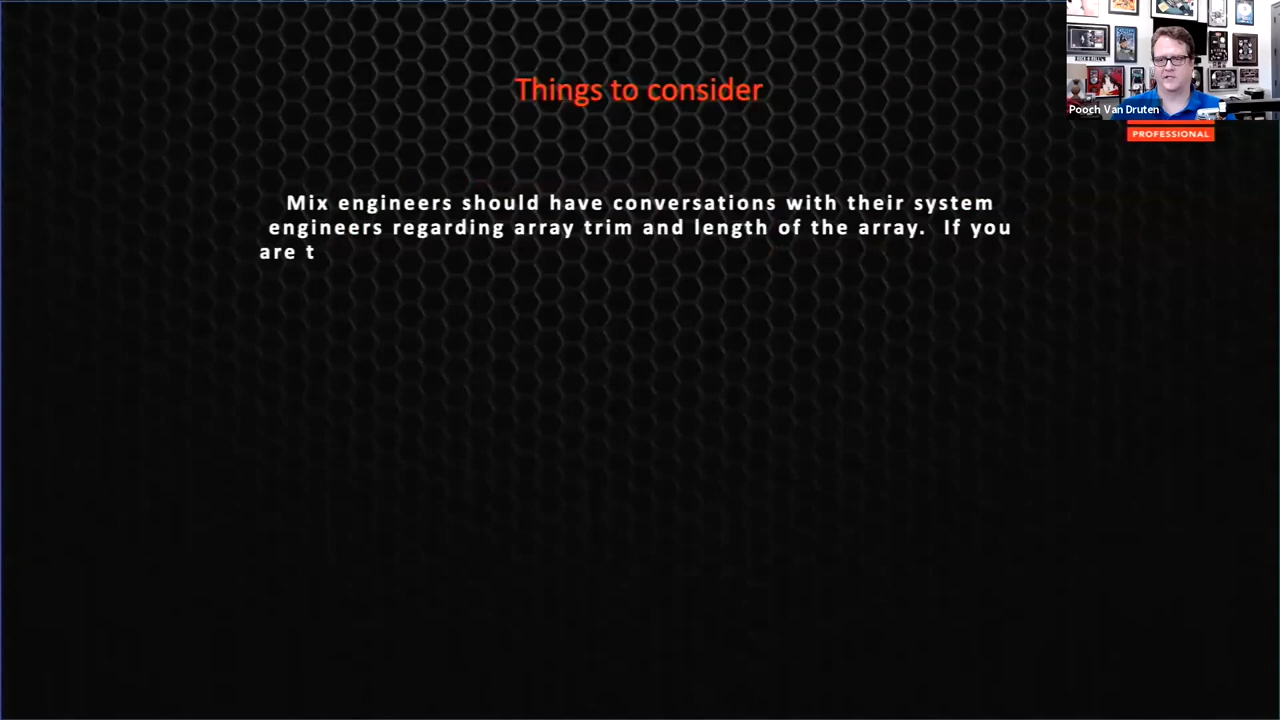 Things to consider
Pooch Van Druten
PROFESSIONAL
Mix engineers should have conversations with their system
engineers regarding array trim and length of the array.  If you
are t